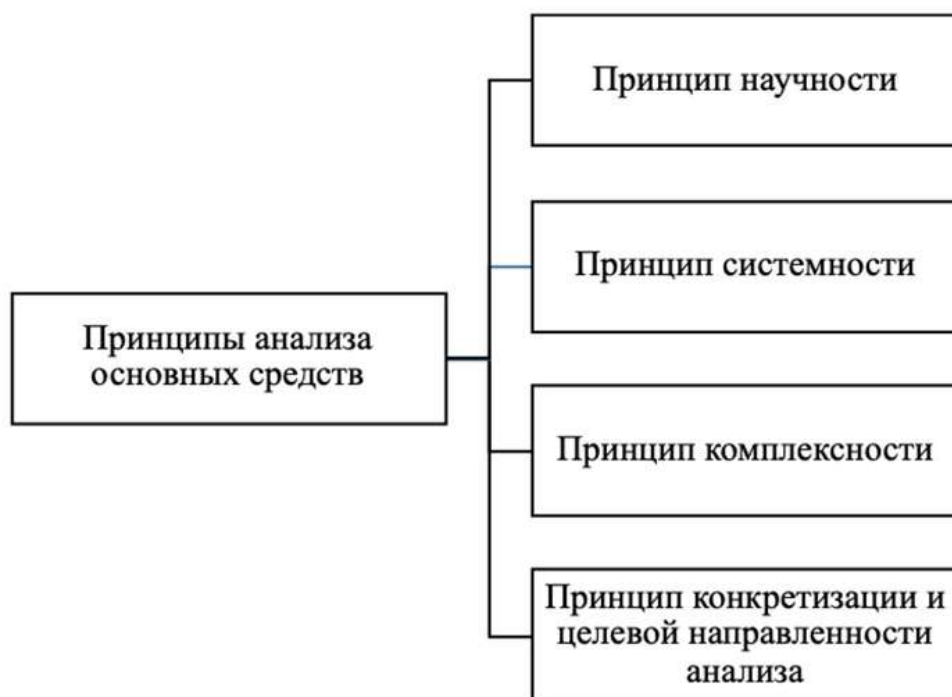 Принципы анализа
основных средств
Принцип научности
Принцип системности
Принцип комплексности
Принцип конкретизации и
целевой направленности
анализа